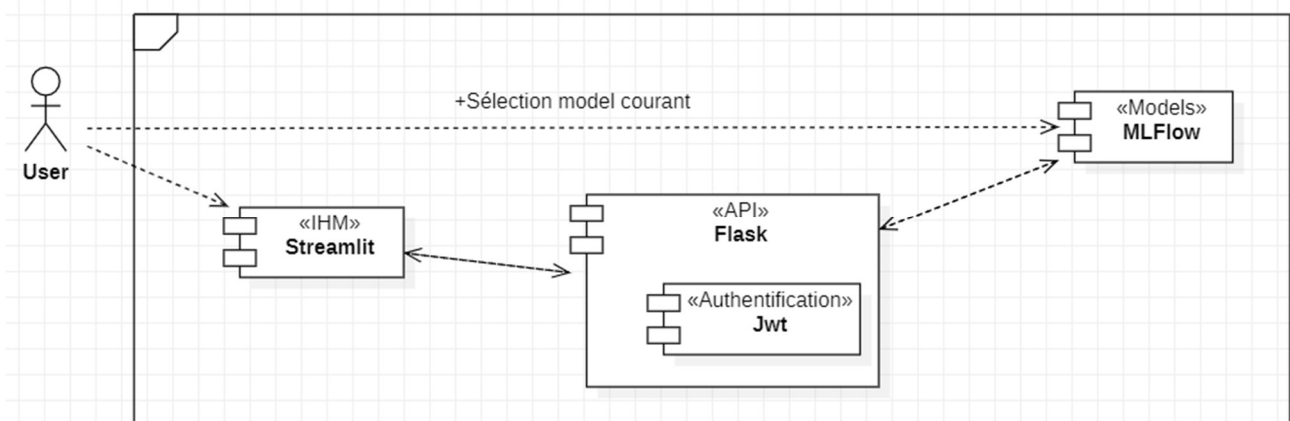 +Sélection model courant
«Models»
MLFlow
User
«IHM»
Streamlit
«API»
Flask
«Authentification»
Jwt